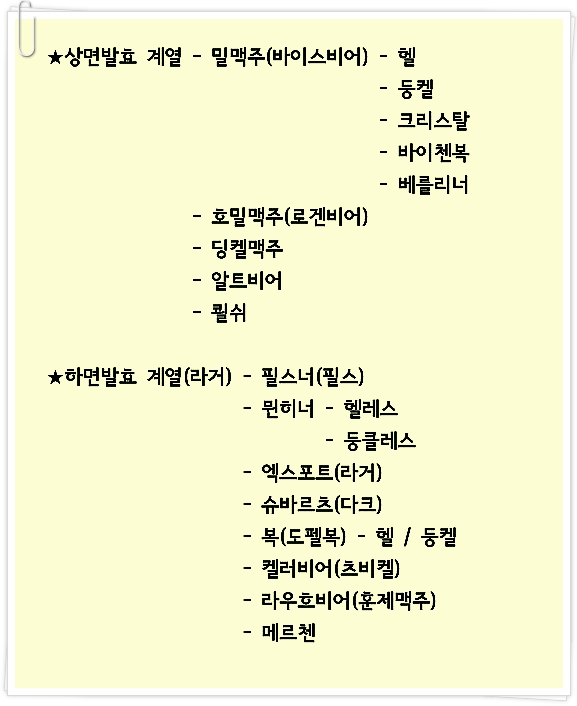 ★상면발효 계열 - 밀맥주(바이스비어) - 헬
- 둥켈
- 크리스탈
- 바이첸복
- 베를리너
- 호밀맥주(로겐비어)
- 딩켈맥주
- 알트비어
- 쾰쉬
★하면발효 계열(라거) - 필스너(필스)
- 뮌히너 - 헬레스
- 둥클레스
- 엑스포트(라거)
- 슈바르츠(다크)
- 복(도펠복) - 헬 / 둥켈
- 켈러비어(츠비켈)
- 라우흐비어(훈제맥주)
- 메르첸